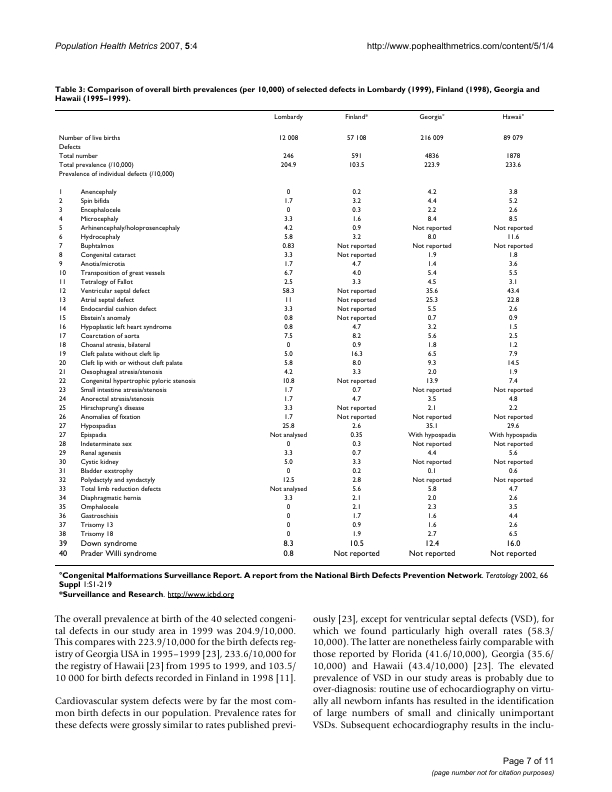 Population Health Metrics 2007, 5:4 http://www.pophealthmetrics.com/content/5/1/4
Table 3: Comparison of overall birth prevalences (per 10,000) of selected defects in Lombardy (1999), Finland (1998), Georgia and
Hawaii (1995–1999).
Lombardy Finland* Georgia° Hawaii°
Number of live births 12 008 57 108 216 009 89 079
Defects
Total number 246 591 4836 1878
Total prevalence (/10,000) 204.9 103.5 223.9 233.6
Prevalence of individual defects (/10,000)
1 Anencephaly 0 0.2 4.2 3.8
2 Spin bifida 1.7 3.2 4.4 5.2
3 Encephalocele 0 0.3 2.2 2.6
4 Microcephaly 3.3 1.6 8.4 8.5
5 Arhinencephaly/holoprosencephaly 4.2 0.9 Not reported Not reported
6 Hydrocephaly 5.8 3.2 8.0 11.6
7 Buphtalmos 0.83 Not reported Not reported Not reported
8 Congenital cataract 3.3 Not reported 1.9 1.8
9 Anotia/microtia 1.7 4.7 1.4 3.6
10 Transposition of great vessels 6.7 4.0 5.4 5.5
11 Tetralogy of Fallot 2.5 3.3 4.5 3.1
12 Ventricular septal defect 58.3 Not reported 35.6 43.4
13 Atrial septal defect 11 Not reported 25.3 22.8
14 Endocardial cushion defect 3.3 Not reported 5.5 2.6
15 Ebstein's anomaly 0.8 Not reported 0.7 0.9
16 Hypoplastic left heart syndrome 0.8 4.7 3.2 1.5
17 Coarctation of aorta 7.5 8.2 5.6 2.5
18 Choanal atresia, bilateral 0 0.9 1.8 1.2
19 Cleft palate without cleft lip 5.0 16.3 6.5 7.9
20 Cleft lip with or without cleft palate 5.8 8.0 9.3 14.5
21 Oesophageal atresia/stenosis 4.2 3.3 2.0 1.9
22 Congenital hypertrophic pyloric stenosis 10.8 Not reported 13.9 7.4
23 Small intestine atresia/stenosis 1.7 0.7 Not reported Not reported
24 Anorectal atresia/stenosis 1.7 4.7 3.5 4.8
25 Hirschsprung's disease 3.3 Not reported 2.1 2.2
26 Anomalies of fixation 1.7 Not reported Not reported Not reported
27 Hypospadias 25.8 2.6 35.1 29.6
27 Epispadia Not analysed 0.35 With hypospadia With hypospadia
28 Indeterminate sex 0 0.3 Not reported Not reported
29 Renal agenesis 3.3 0.7 4.4 5.6
30 Cystic kidney 5.0 3.3 Not reported Not reported
31 Bladder exstrophy 0 0.2 0.1 0.6
32 Polydactyly and syndactyly 12.5 2.8 Not reported Not reported
33 Total limb reduction defects Not analysed 5.6 5.8 4.7
34 Diaphragmatic hernia 3.3 2.1 2.0 2.6
35 Omphalocele 0 2.1 2.3 3.5
36 Gastroschisis 0 1.7 1.6 4.4
37 Trisomy 13 0 0.9 1.6 2.6
38 Trisomy 18 0 1.9 2.7 6.5
39 Down syndrome 8.3 10.5 12.4 16.0
40 Prader Willi syndrome 0.8 Not reported Not reported Not reported
°Congenital Malformations Surveillance Report. A report from the National Birth Defects Prevention Network. Teratology 2002, 66
Suppl 1:S1-219
*Surveillance and Research. http://www.icbd.org
The overall prevalence at birth of the 40 selected congeni-
tal defects in our study area in 1999 was 204.9/10,000.
This compares with 223.9/10,000 for the birth defects reg-
istry of Georgia USA in 1995–1999 [23], 233.6/10,000 for
the registry of Hawaii [23] from 1995 to 1999, and 103.5/
10 000 for birth defects recorded in Finland in 1998 [11].
Cardiovascular system defects were by far the most com-
mon birth defects in our population. Prevalence rates for
these defects were grossly similar to rates published previ-
ously [23], except for ventricular septal defects (VSD), for
which we found particularly high overall rates (58.3/
10,000). The latter are nonetheless fairly comparable with
those reported by Florida (41.6/10,000), Georgia (35.6/
10,000) and Hawaii (43.4/10,000) [23]. The elevated
prevalence of VSD in our study areas is probably due to
over-diagnosis: routine use of echocardiography on virtu-
ally all newborn infants has resulted in the identification
of large numbers of small and clinically unimportant
VSDs. Subsequent echocardiography results in the inclu-
Page 7 of 11
(page number not for citation purposes)